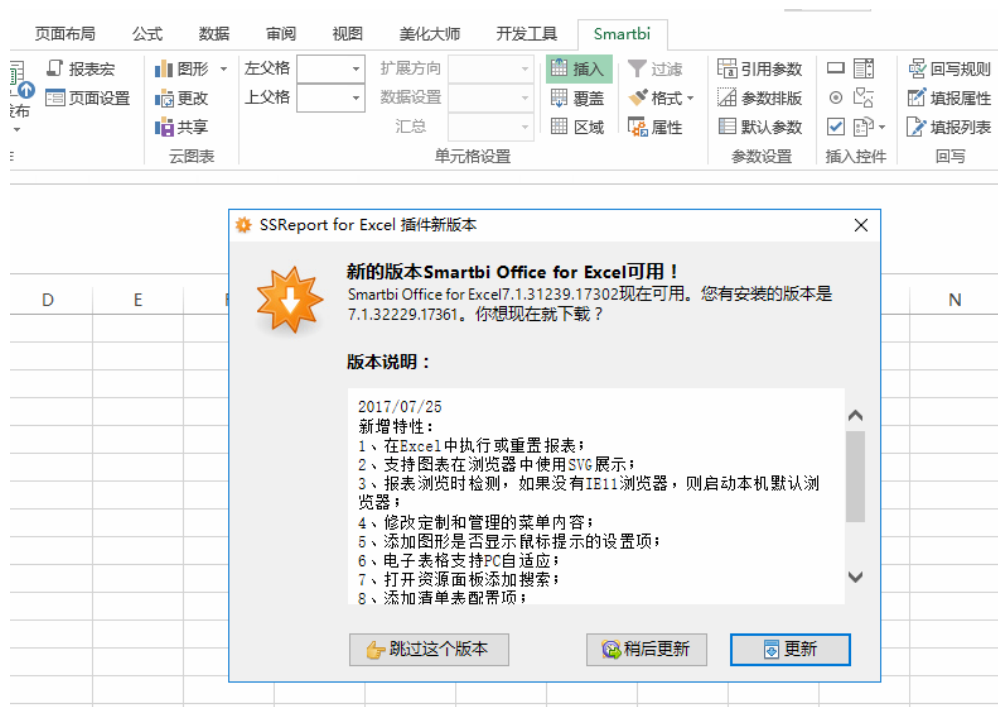 页面布局 公式 数据 审阅 视图 美化大师 开发工具 Smartbi
报表宏 图形 左父格 扩展方向 插入 过滤 引用参数 回写规则
页面设置 更改 上父格 数据设置 覆盖 格式 参数排版 填报属性
共享 汇总 区域 属性 默认参数 填报列表
云图表 单元格设置 参数设置 插入控件 回写
SSReport for Excel 插件新版本
新的版本Smartbi Office for Excel可用！
Smartbi Office for Excel7.1.31239.17302现在可用。您有安装的版本是
7.1.32229.17361。你想现在就下载？
D E N
版本说明：
2017/07/25
新增特性：
1、在Excel中执行或重置报表；
2、支持图表在浏览器中使用SVG展示；
3、报表浏览时检测，如果没有IE11浏览器，则启动本机默认浏
览器；
4、修改定制和管理的菜单内容；
5、添加图形是否显示鼠标提示的设置项；
6、电子表格支持PC自适应；
7、打开资源面板添加搜索；
8、添加清单表配置项；
跳过这个版本 稍后更新 更新